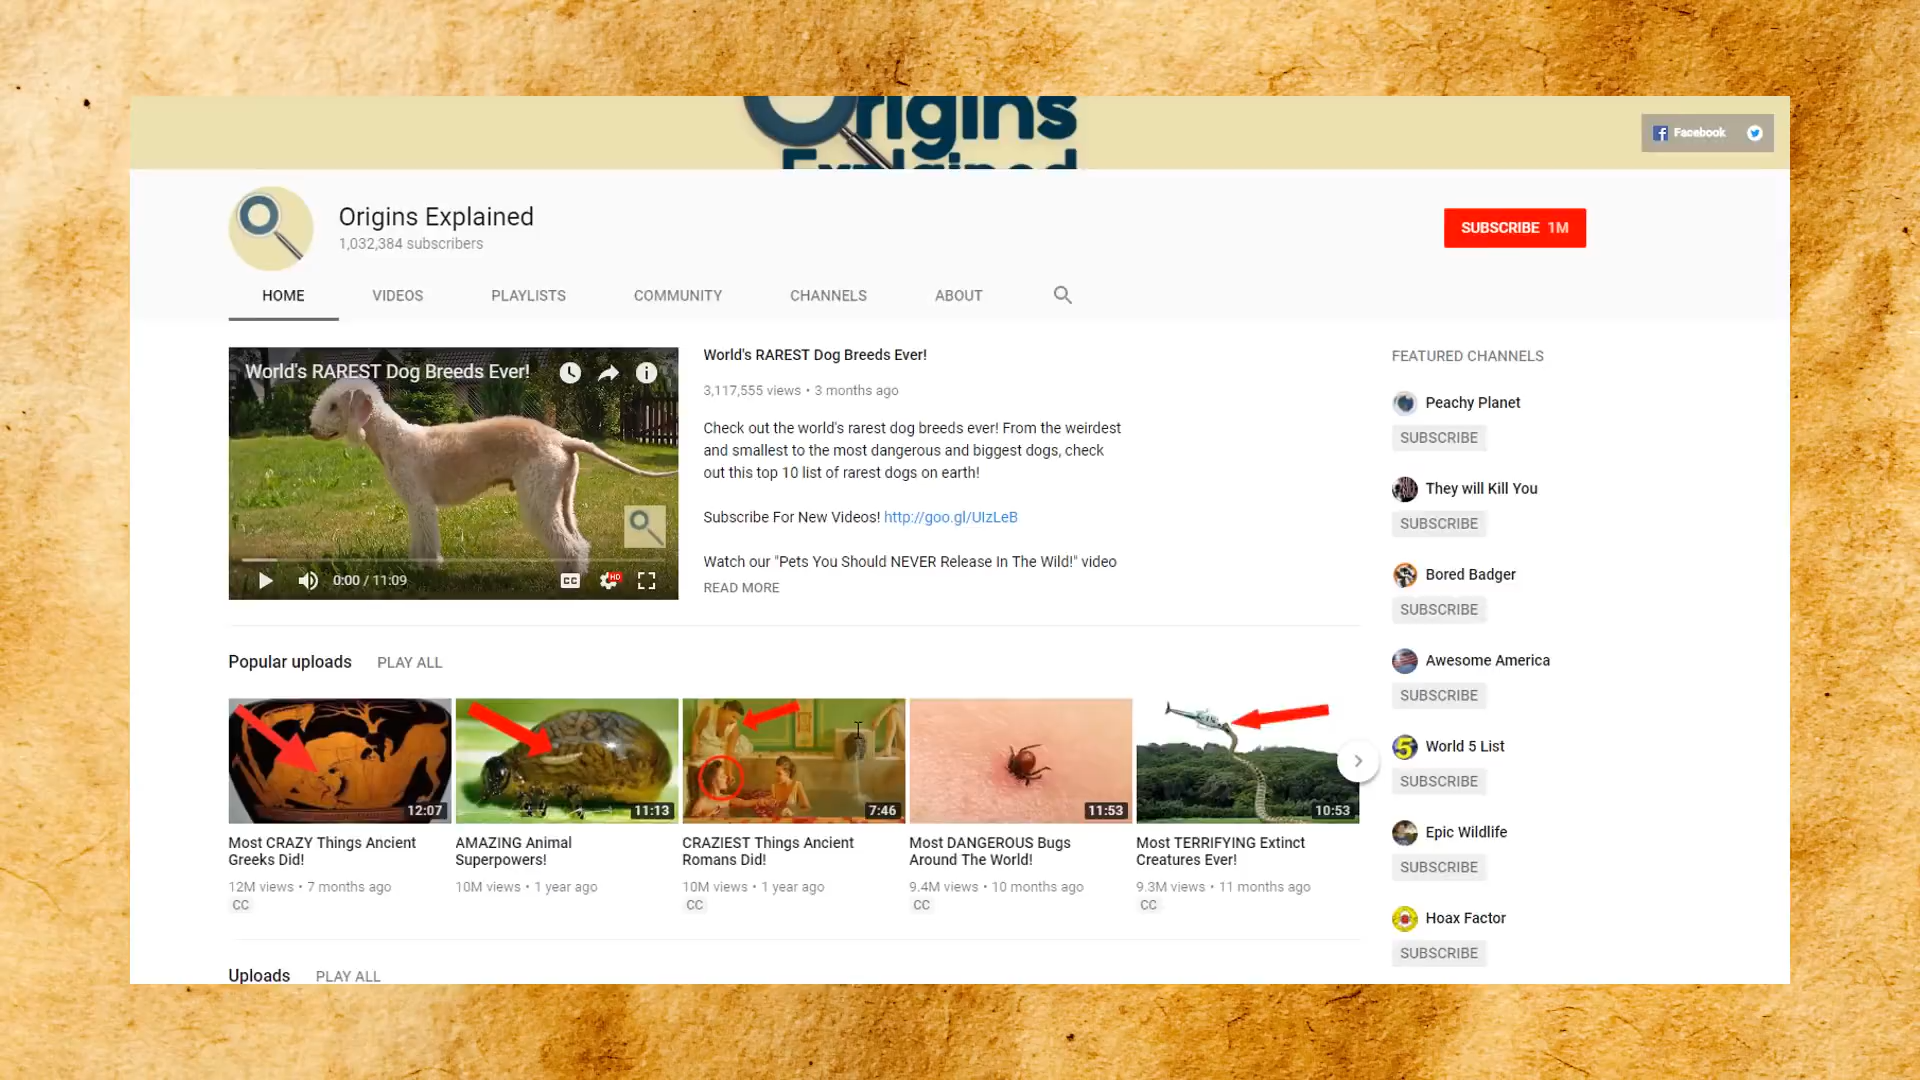 Origins
Explained
Facebook
Origins Explained
1,032,384 subscribers
SUBSCRIBE 1M
HOME VIDEOS PLAYLISTS COMMUNITY CHANNELS ABOUT
World's RAREST Dog Breeds Ever!
0:00 / 11:09
CC
HD
World's RAREST Dog Breeds Ever!
3,117,555 views • 3 months ago
Check out the world's rarest dog breeds ever! From the weirdest
and smallest to the most dangerous and biggest dogs, check
out this top 10 list of rarest dogs on earth!
Subscribe For New Videos! http://goo.gl/UIzLeB
Watch our "Pets You Should NEVER Release In The Wild!" video
READ MORE
Popular uploads PLAY ALL
12:07
Most CRAZY Things Ancient
Greeks Did!
12M views • 7 months ago
CC
11:13
AMAZING Animal
Superpowers!
10M views • 1 year ago
7:46
CRAZIEST Things Ancient
Romans Did!
10M views • 1 year ago
CC
11:53
Most DANGEROUS Bugs
Around The World!
9.4M views • 10 months ago
CC
10:53
Most TERRIFYING Extinct
Creatures Ever!
9.3M views • 11 months ago
CC
Uploads PLAY ALL
FEATURED CHANNELS
Peachy Planet
SUBSCRIBE
They will Kill You
SUBSCRIBE
Bored Badger
SUBSCRIBE
Awesome America
SUBSCRIBE
5
World 5 List
SUBSCRIBE
Epic Wildlife
SUBSCRIBE
Hoax Factor
SUBSCRIBE